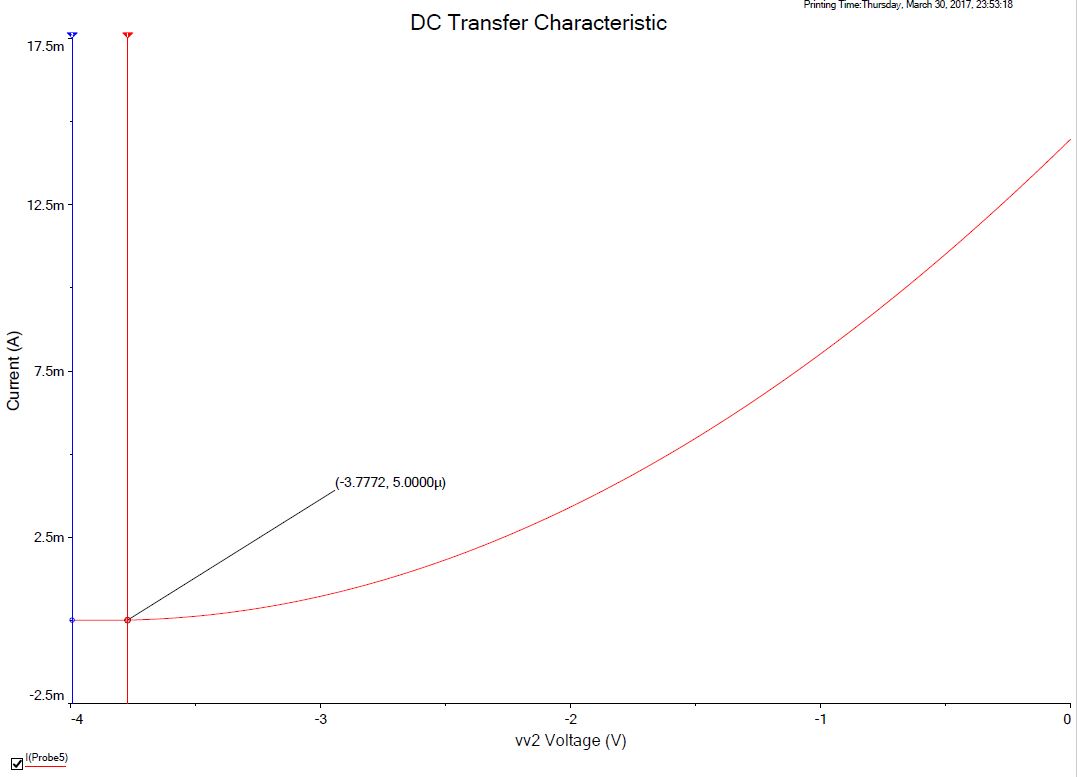 Printing Time:Thursday, March 30, 2017, 23:53:18
DC Transfer Characteristic
17.5m
12.5m
7.5m
2.5m
-2.5m
Current (A)
(-3.7772, 5.0000µ)
-4
-3
-2
-1
0
vv2 Voltage (V)
I(Probe5)